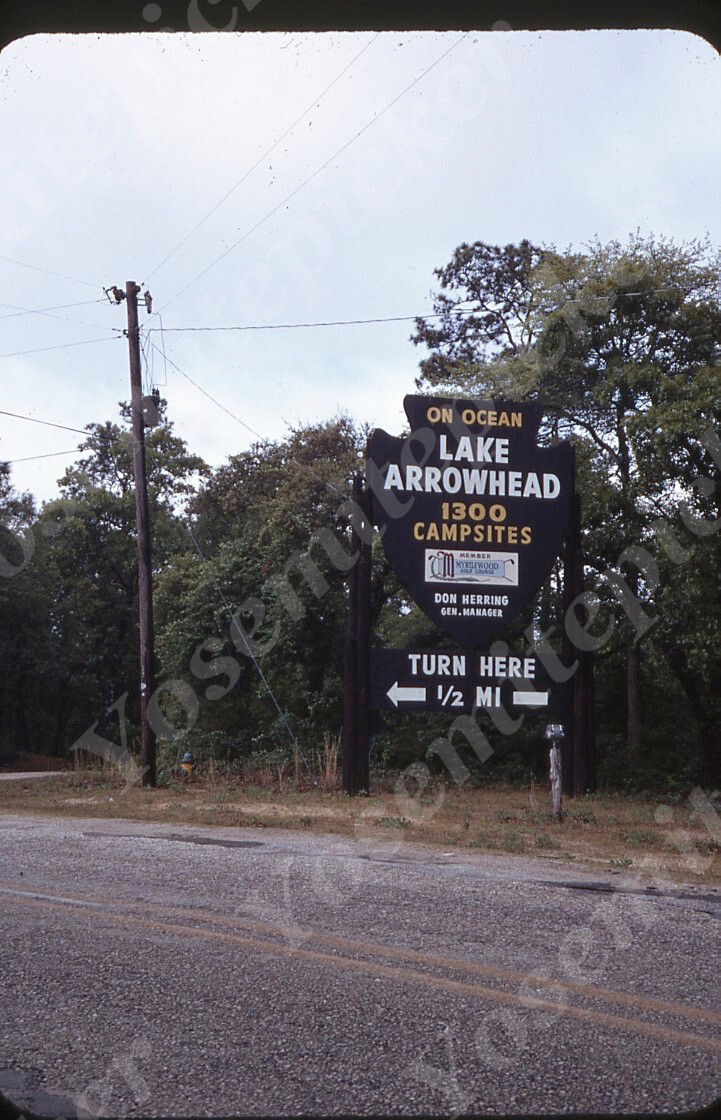 ON OCEAN
LAKE
ARROWHEAD
1300
CAMPSITES
MEMBER
MYRTLEWOOD
GOLF COURSE
DON HERRING
GEN. MANAGER
TURN HERE
1/2 MI
Yosemitepicker